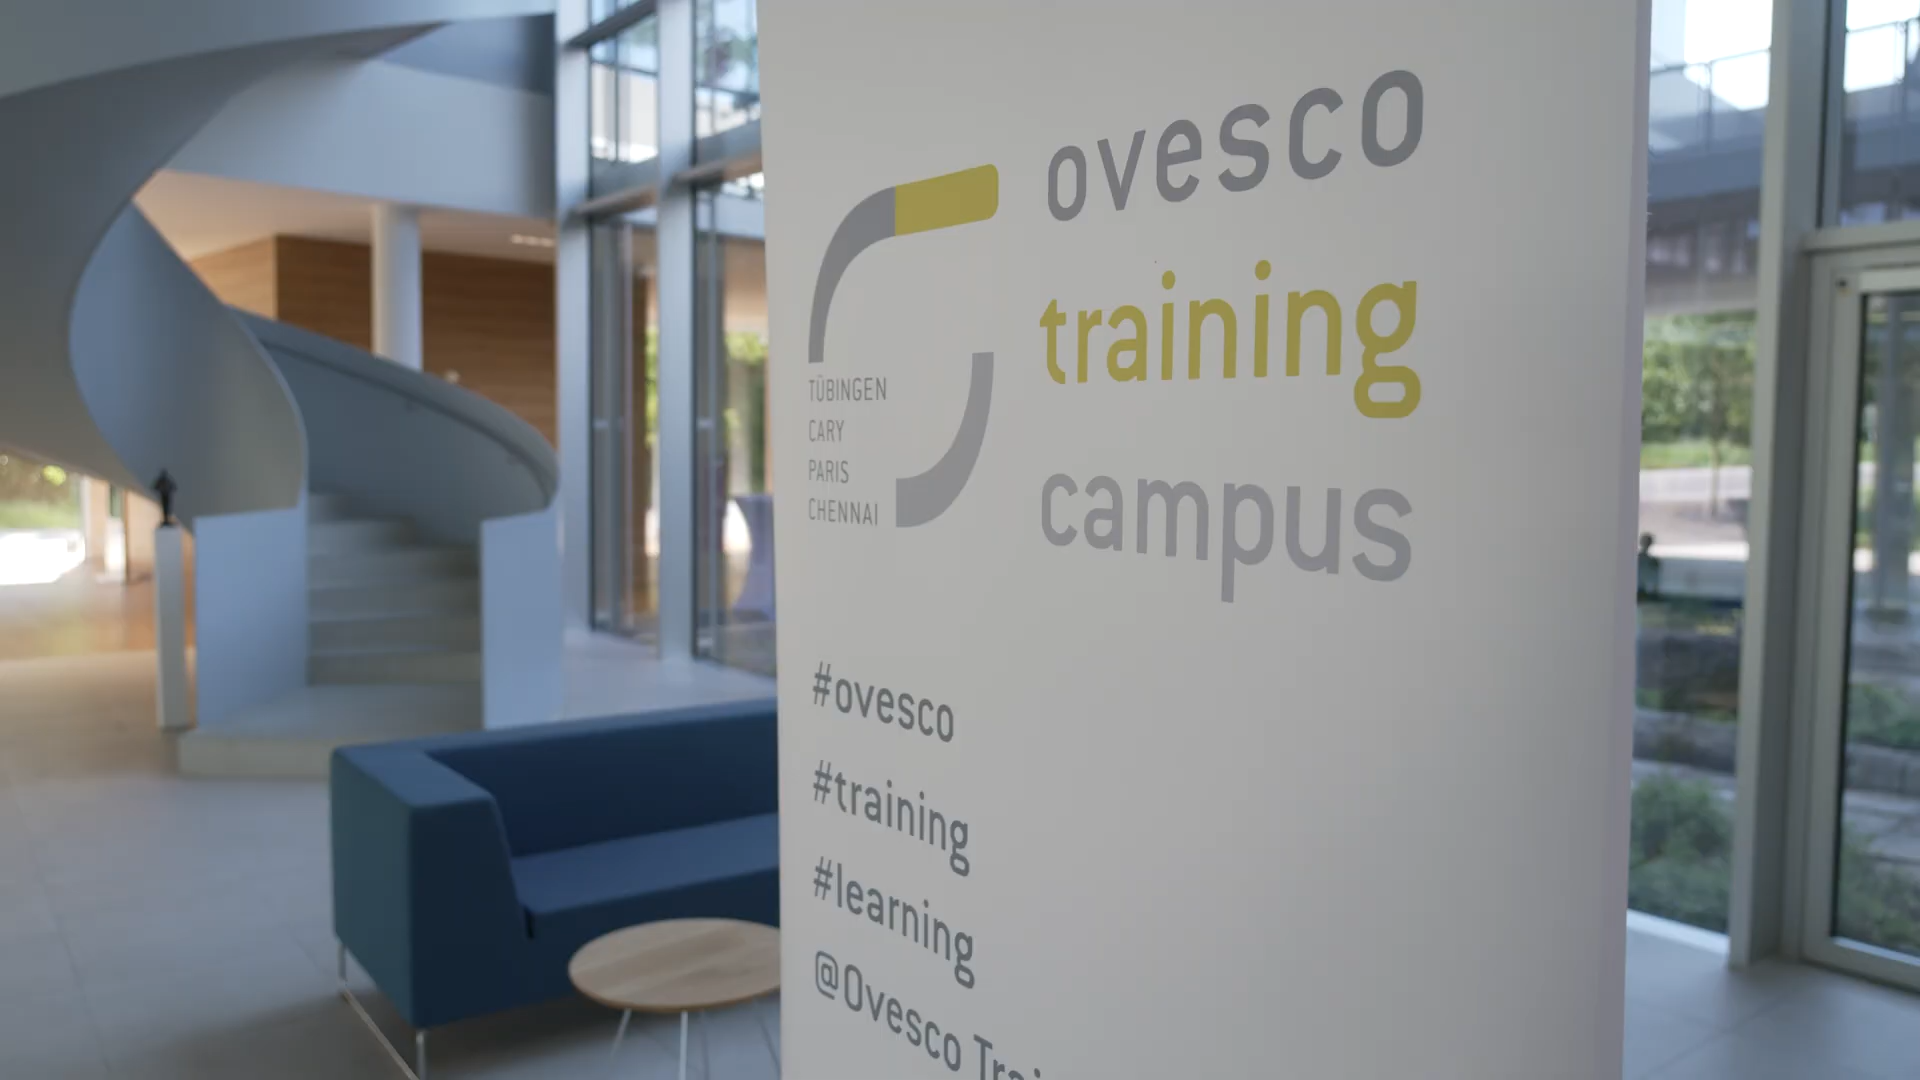 ovesco
training
campus
TÜBINGEN
CARY
PARIS
CHENNAI
#ovesco
#training
#learning
@Ovesco